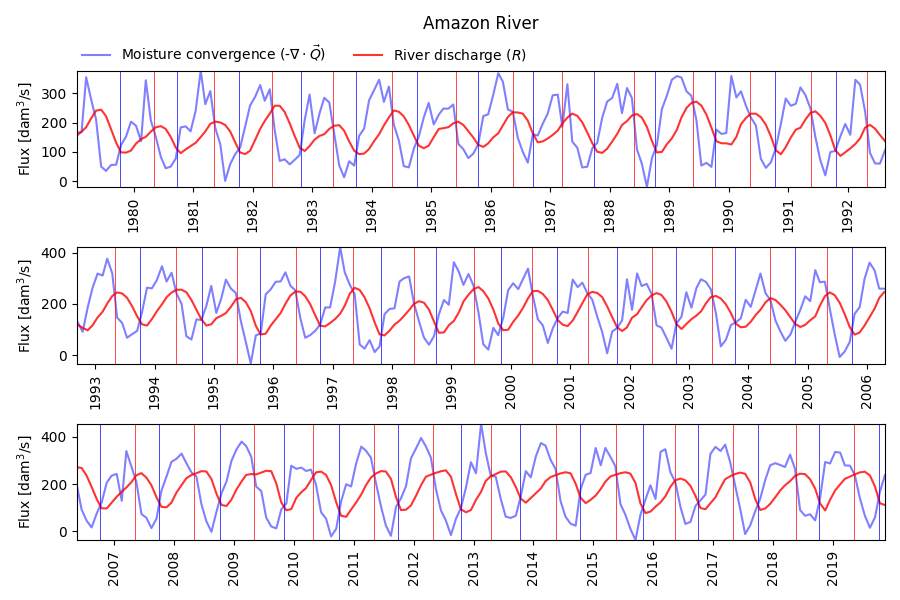 Amazon River
Moisture convergence (-∇ · Q⃗) River discharge (R)
Flux [dam³/s]
300
200
100
0
1980 1981 1982 1983 1984 1985 1986 1987 1988 1989 1990 1991 1992
Flux [dam³/s]
400
200
0
1993 1994 1995 1996 1997 1998 1999 2000 2001 2002 2003 2004 2005 2006
Flux [dam³/s]
400
200
0
2007 2008 2009 2010 2011 2012 2013 2014 2015 2016 2017 2018 2019